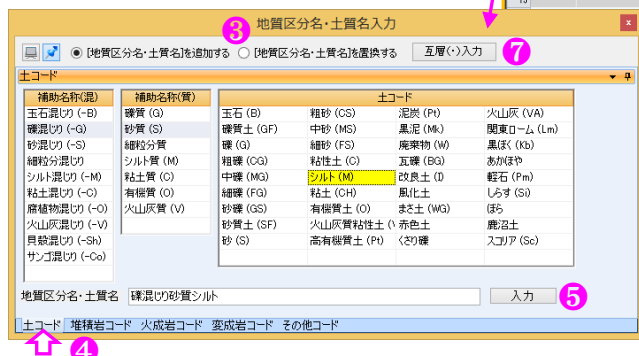 15
地質区分名・土質名入力
x
3
[地質区分名・土質名]を追加する [地質区分名・土質名]を置換する 互層(・)入力 7
土コード
補助名称(混) 補助名称(質) 土コード
玉石混じり (-B) 礫質 (G) 玉石 (B) 粗砂 (CS) 泥炭 (Pt) 火山灰 (VA)
礫混じり (-G) 砂質 (S) 礫質土 (GF) 中砂 (MS) 黒泥 (Mk) 関東ローム (Lm)
砂混じり (-S) 細粒分質 礫 (G) 細砂 (FS) 廃棄物 (W) 黒ぼく (Kb)
細粒分混じり シルト質 (M) 粗礫 (CG) 粘性土 (C) 瓦礫 (BG) あかぼや
シルト混じり (-M) 粘土質 (C) 中礫 (MG) シルト (M) 改良土 (I) 軽石 (Pm)
粘土混じり (-C) 有機質 (O) 細礫 (FG) 粘土 (CH) 風化土 しらす (Si)
腐植物混じり (-O) 火山灰質 (V) 砂礫 (GS) 有機質土 (O) まさ土 (WG) ぼら
火山灰混じり (-V) 砂質土 (SF) 火山灰質粘性土 (V 赤色土 鹿沼土
貝殻混じり (-Sh) 砂 (S) 高有機質土 (Pt) くさり礫 スコリア (Sc)
サンゴ混じり (-Co)
地質区分名・土質名 礫混じり砂質シルト 入力 5
土コード 堆積岩コード 火成岩コード 変成岩コード その他コード
4